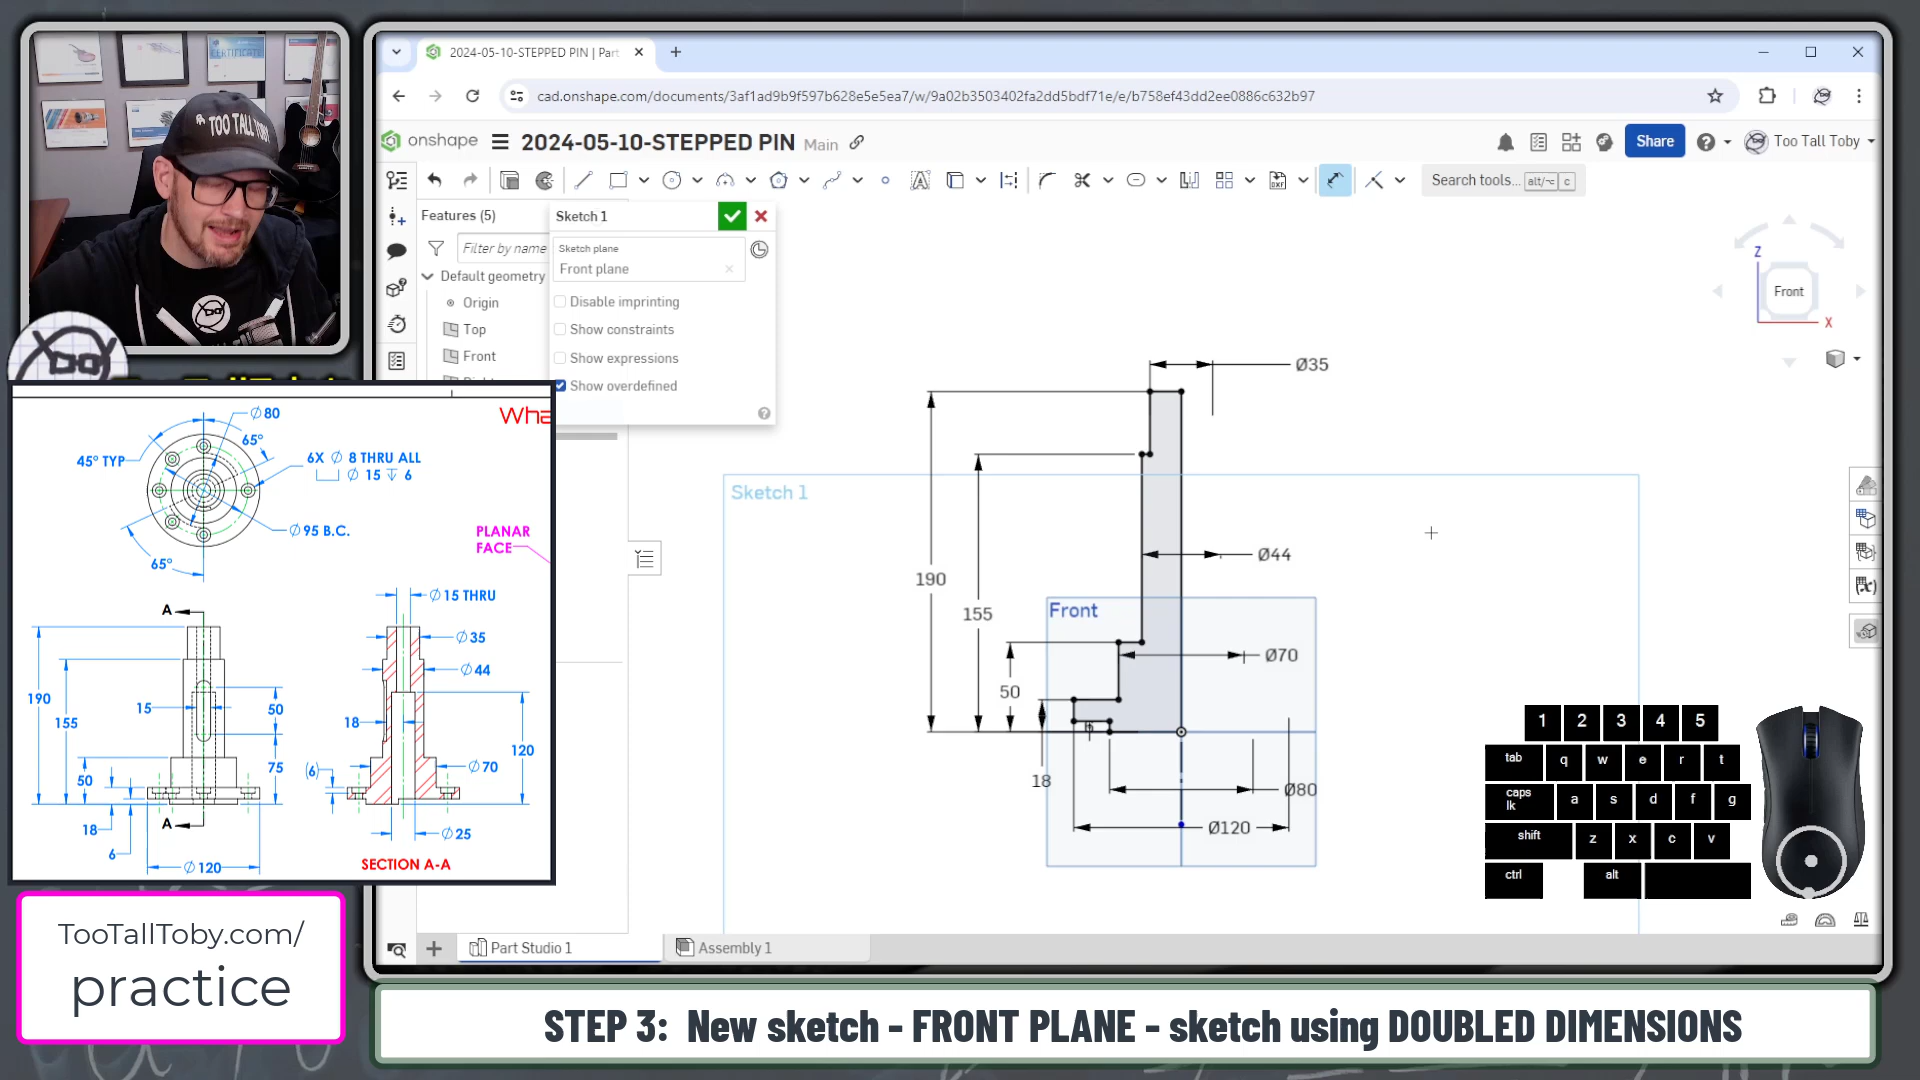 2024-05-10-STEPPED PIN | Part
cad.onshape.com/documents/3af1ad9b9f597b628e5e5ea7/w/9a02b3503402fa2dd5bdf71e/e/b758ef43dd2ee0886c632b97
onshape
2024-05-10-STEPPED PIN Main
Share
Too Tall Toby
Search tools... alt/⌥ c
Features (5)
Filter by name
Default geometry
Origin
Top
Front
Sketch 1
Sketch plane
Front plane
Disable imprinting
Show constraints
Show expressions
Show overdefined
Z
Front
X
Ø35
Sketch 1
Ø44
190
155
Front
Ø70
50
6
18
Ø80
Ø120
TOO TALL TOBY
CERTIFICATE
Ø80
65°
45° TYP
6X Ø 8 THRU ALL
⌴ Ø 15 ↧ 6
Ø95 B.C.
65°
PLANAR
FACE
A
Ø15 THRU
Ø35
Ø44
190
155
15
50
18
120
50
75
(6)
Ø70
18
A
6
Ø25
Ø120
SECTION A-A
1 2 3 4 5
tab q w e r t
caps lk a s d f g
shift z x c v
ctrl alt
Part Studio 1
Assembly 1
TooTallToby.com/
practice
STEP 3: New sketch - FRONT PLANE - sketch using DOUBLED DIMENSIONS